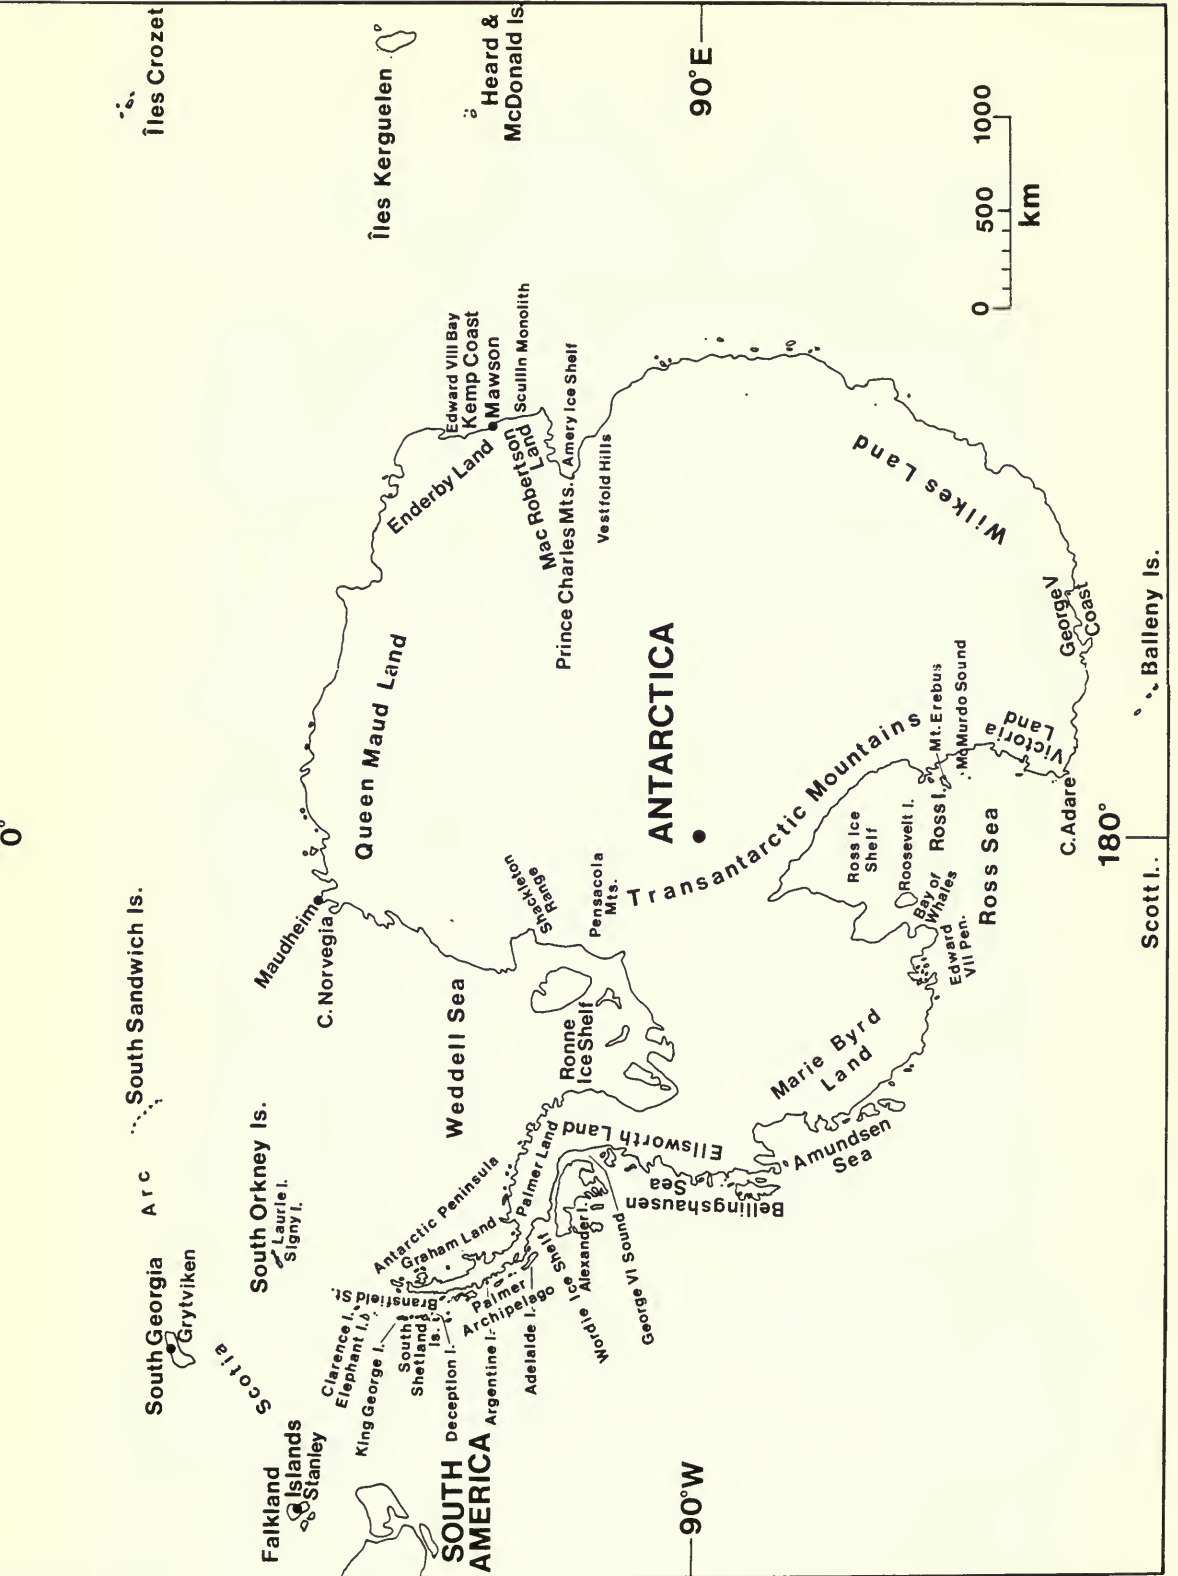 0°
Îles Crozet
Îles Kerguelen
Heard &
McDonald Is.
90°E
0 500 1000
km
South Sandwich Is.
Scotia Arc
South Georgia
Grytviken
South Orkney Is.
Laurie I.
Signy I.
Falkland
Islands
Stanley
SOUTH
AMERICA
Clarence I.
Elephant I.
King George I.
South
Shetland
Is.
Deception I.
Argentine I.
Adelaide I.
Bransfield St.
Palmer
Archipelago
Antarctic Peninsula
Graham Land
Palmer Land
Wordie Ice Shelf
Alexander I.
George VI Sound
Ellsworth Land
Bellingshausen
Sea
Amundsen
Sea
Marie Byrd
Land
90°W
Weddell Sea
Ronne
Ice Shelf
Maudheim
C. Norvegia
Queen Maud Land
Shackleton
Range
Pensacola
Mts.
Enderby Land
Edward VIII Bay
Kemp Coast
Mawson
Scullin Monolith
Mac Robertson
Land
Amery Ice Shelf
Prince Charles Mts.
Vestfold Hills
ANTARCTICA
Transantarctic Mountains
Wilkes Land
George V
Coast
Victoria
Land
Mt. Erebus
McMurdo Sound
Ross I.
Ross Ice
Shelf
Roosevelt I.
Bay of
Whales
Edward
VII Pen.
Ross Sea
C. Adare
180°
Scott I.
Balleny Is.